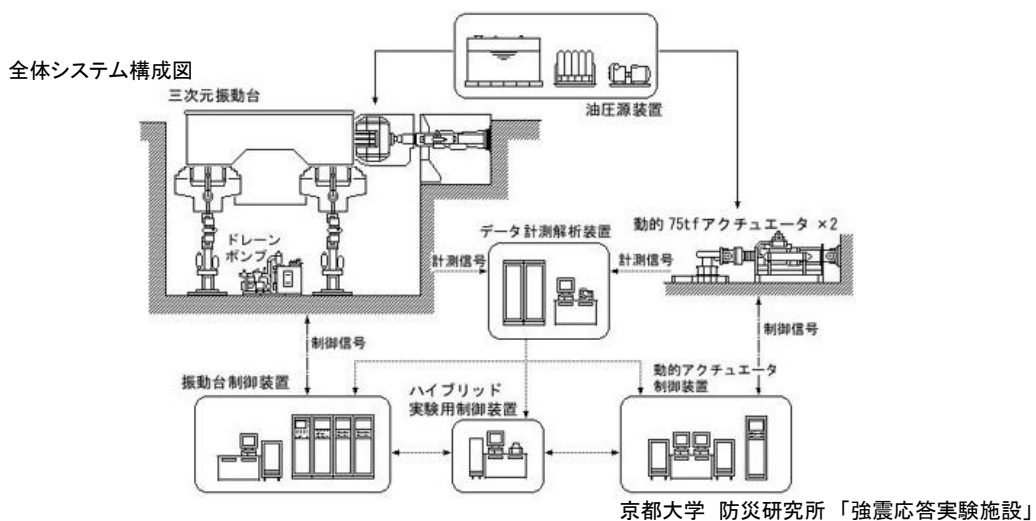 全体システム構成図
三次元振動台
油圧源装置
ドレーン
ポンプ
データ計測解析装置
動的75tfアクチュエータ ×2
計測信号
計測信号
制御信号
制御信号
振動台制御装置
ハイブリッド
実験用制御装置
動的アクチュエータ
制御装置
京都大学 防災研究所 「強震応答実験施設」